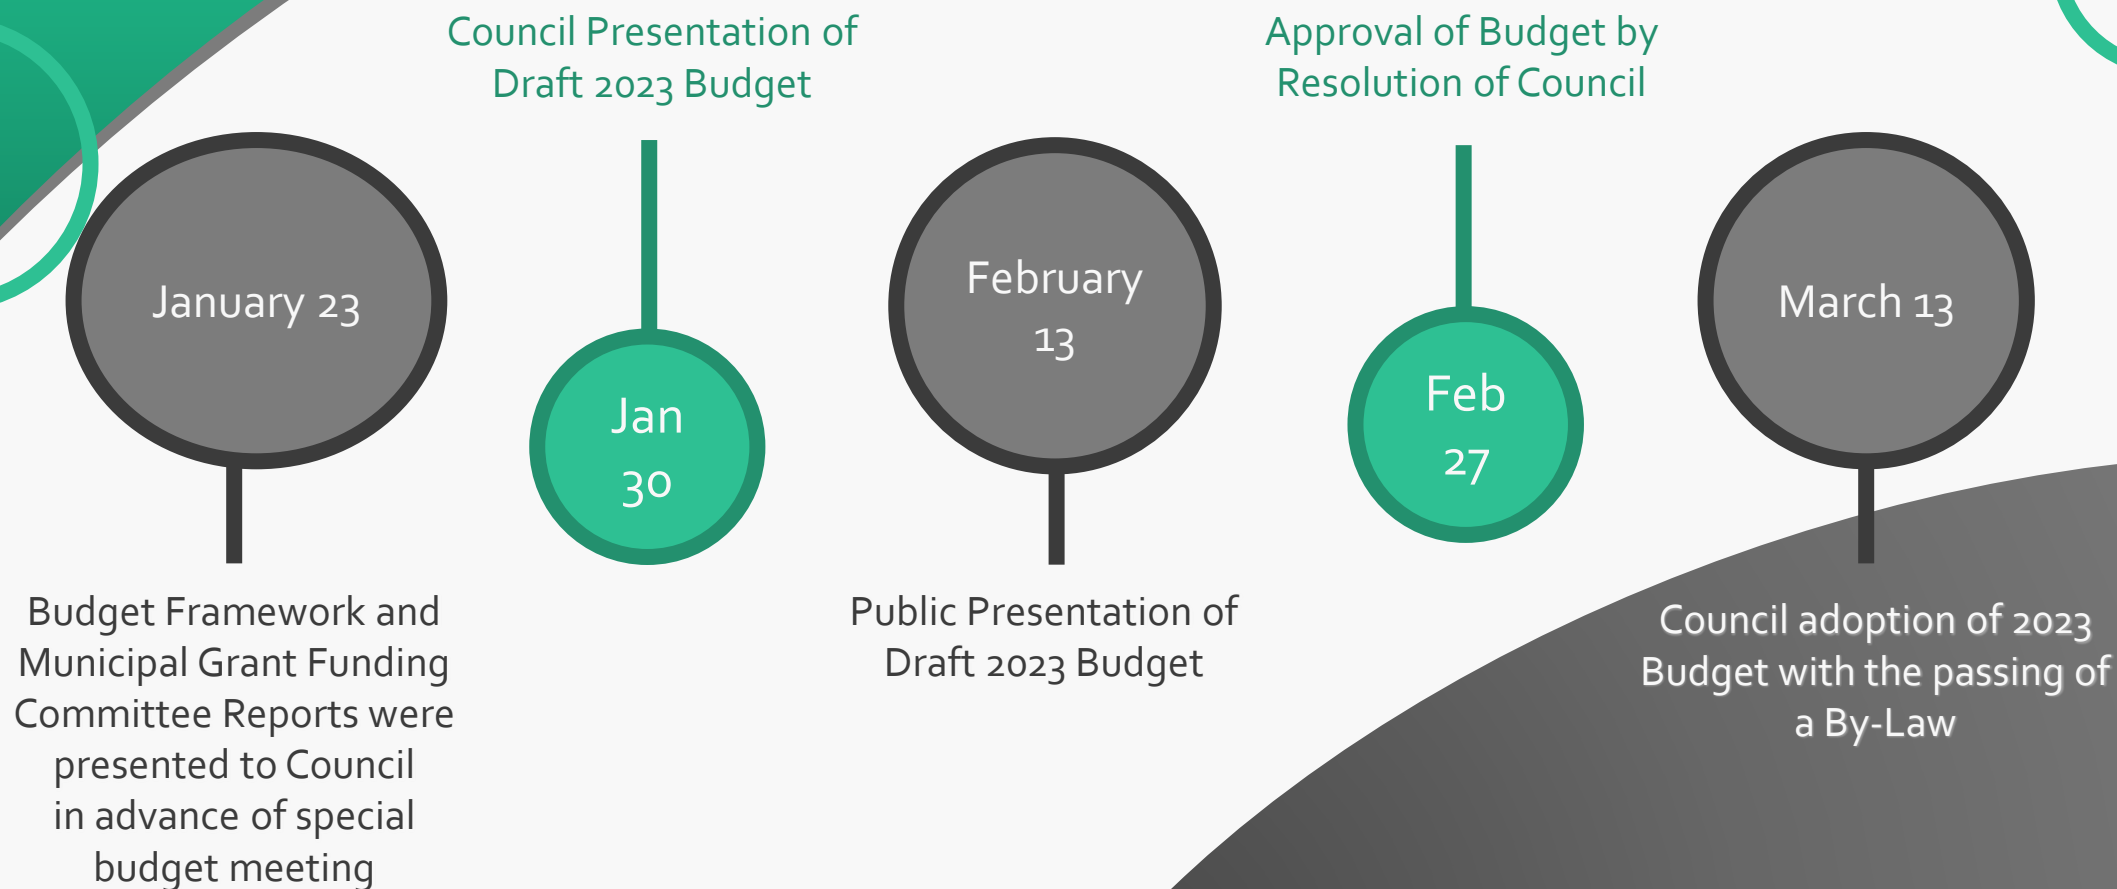 Council Presentation of
Draft 2023 Budget
Approval of Budget by
Resolution of Council
January 23
Jan
30
February
13
Feb
27
March 13
Budget Framework and
Municipal Grant Funding
Committee Reports were
presented to Council
in advance of special
budget meeting
Public Presentation of
Draft 2023 Budget
Council adoption of 2023
Budget with the passing of
a By-Law